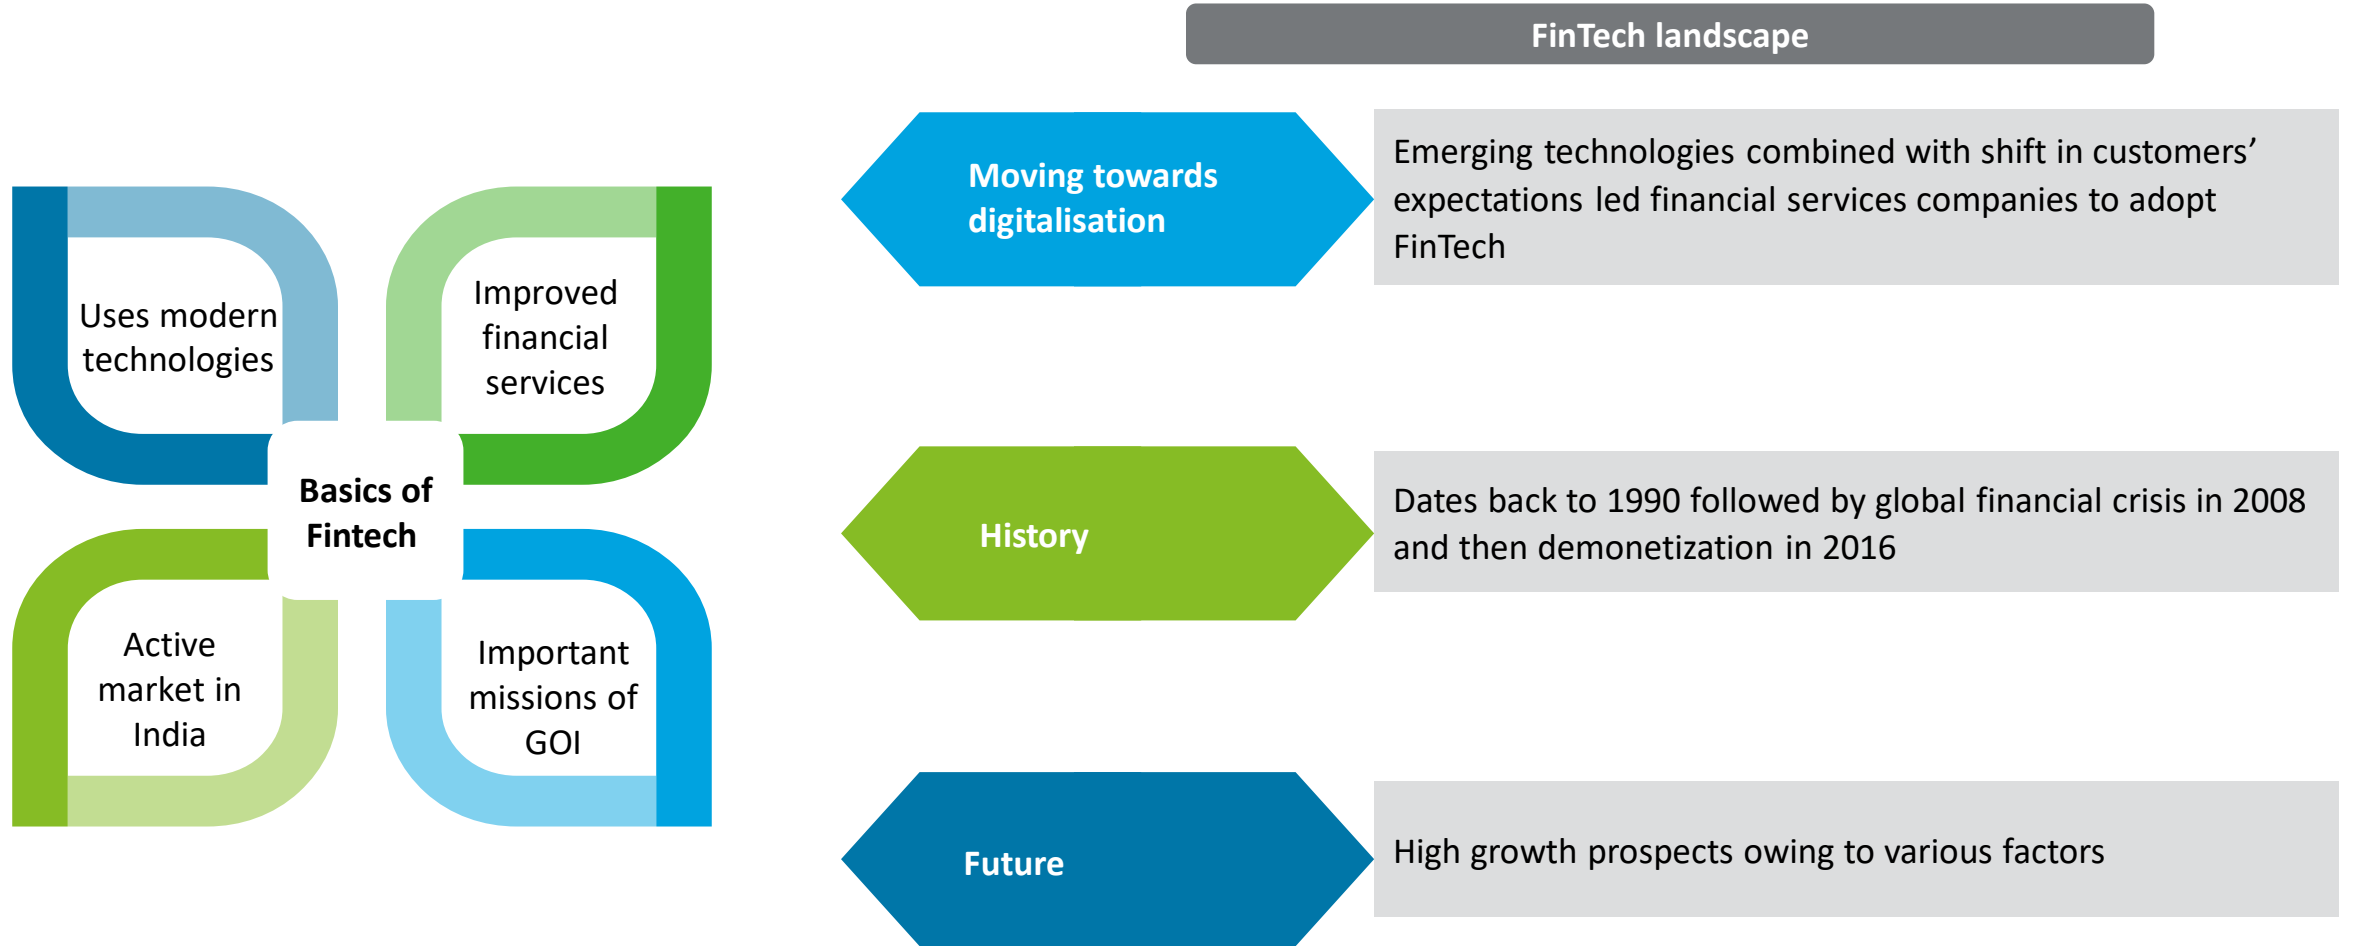 FinTech landscape
Uses modern
technologies
Improved
financial
services
Basics of
Fintech
Active
market in
India
Important
missions of
GOI
Moving towards
digitalisation
Emerging technologies combined with shift in customers’
expectations led financial services companies to adopt
FinTech
History
Dates back to 1990 followed by global financial crisis in 2008
and then demonetization in 2016
Future
High growth prospects owing to various factors